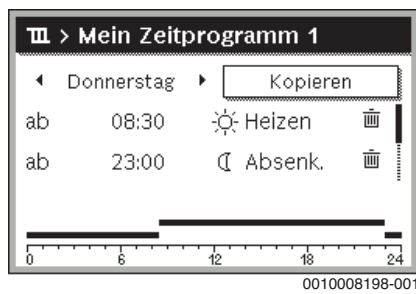 > Mein Zeitprogramm 1
Donnerstag Kopieren
ab 08:30 Heizen
ab 23:00 Absenk.
0 6 12 18 24
0010008198-001